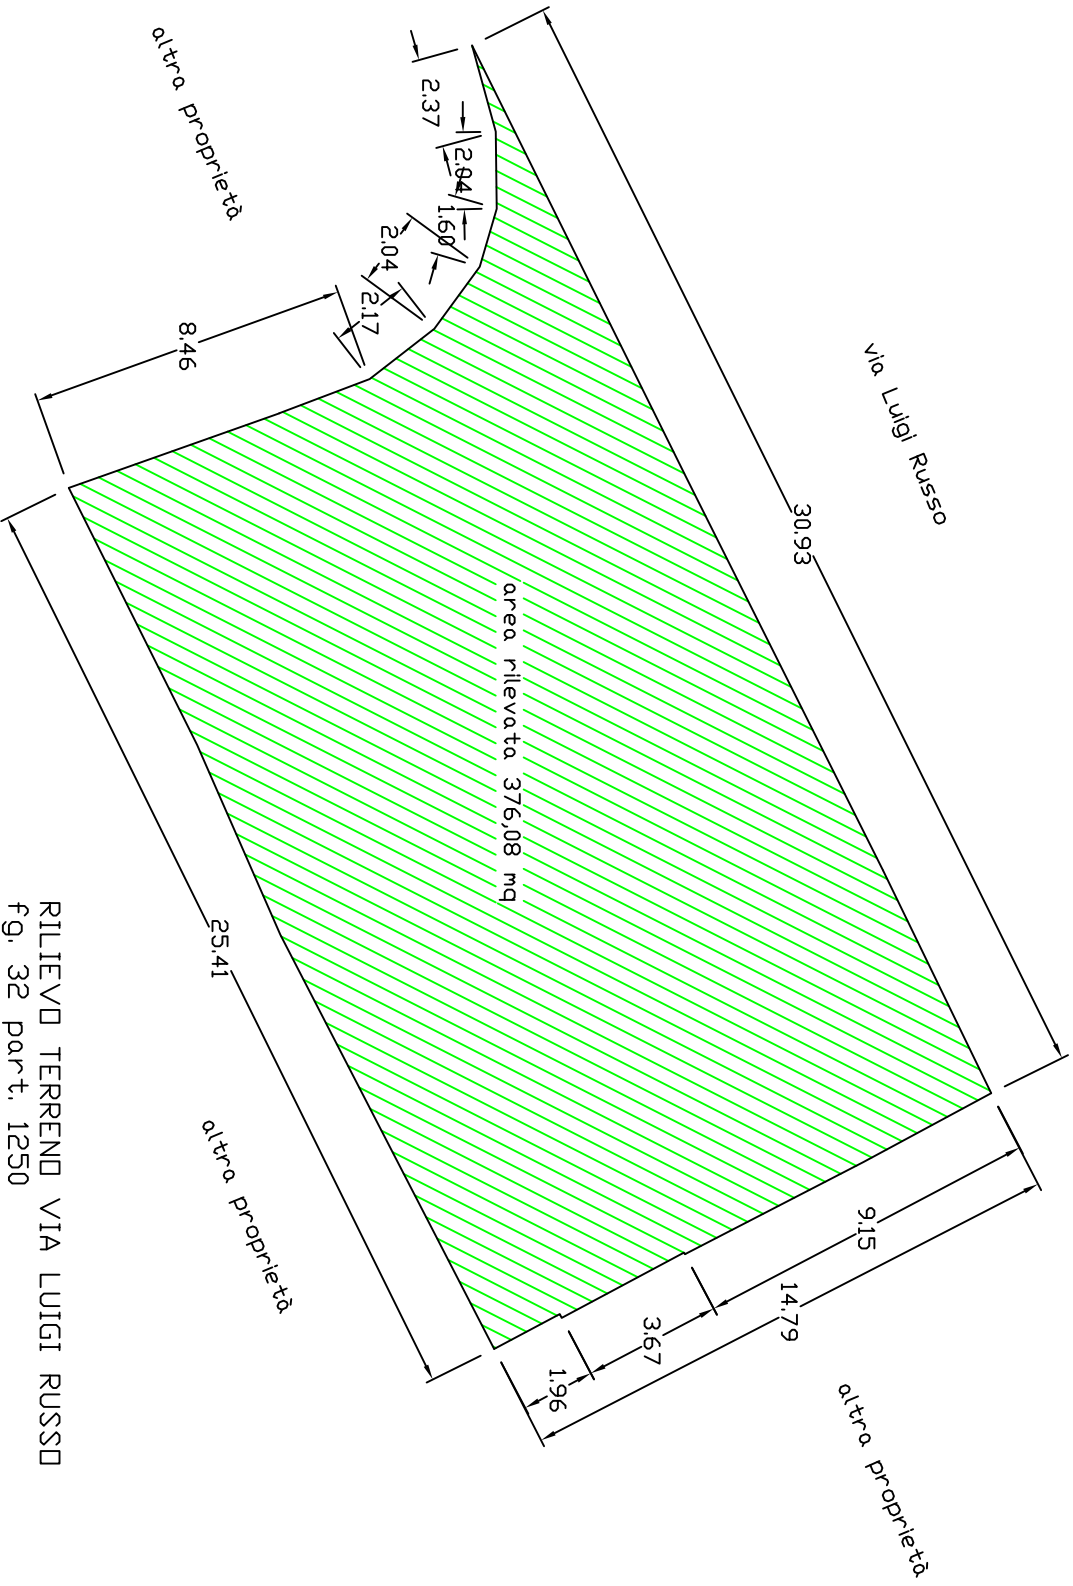 via Luigi Russo
30.93
altra proprietà
2.37
2.04
1.60
2.04
2.17
8.46
area rilevata 376,08 mq
9.15
14.79
3.67
1.96
altra proprietà
25.41
altra proprietà
RILIEVO TERRENO VIA LUIGI RUSSO
fg. 32 part. 1250